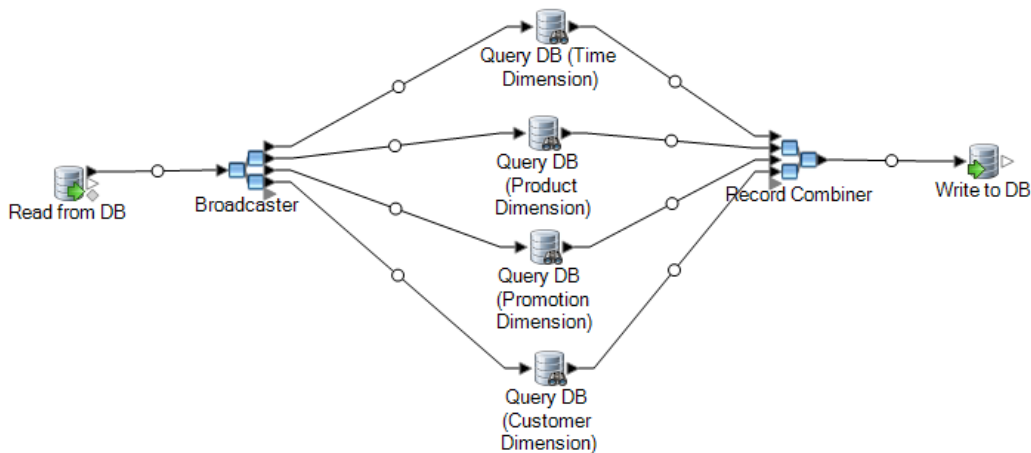 Query DB (Time
Dimension)
Query DB
(Product
Dimension)
Read from DB
Broadcaster
Record Combiner
Write to DB
Query DB
(Promotion
Dimension)
Query DB
(Customer
Dimension)